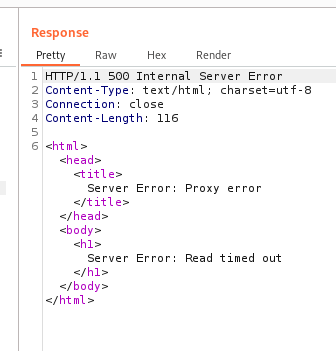 Response
Pretty Raw Hex Render
1 HTTP/1.1 500 Internal Server Error
2 Content-Type: text/html; charset=utf-8
3 Connection: close
4 Content-Length: 116
5
6 <html>
<head>
<title>
Server Error: Proxy error
</title>
</head>
<body>
<h1>
Server Error: Read timed out
</h1>
</body>
</html>